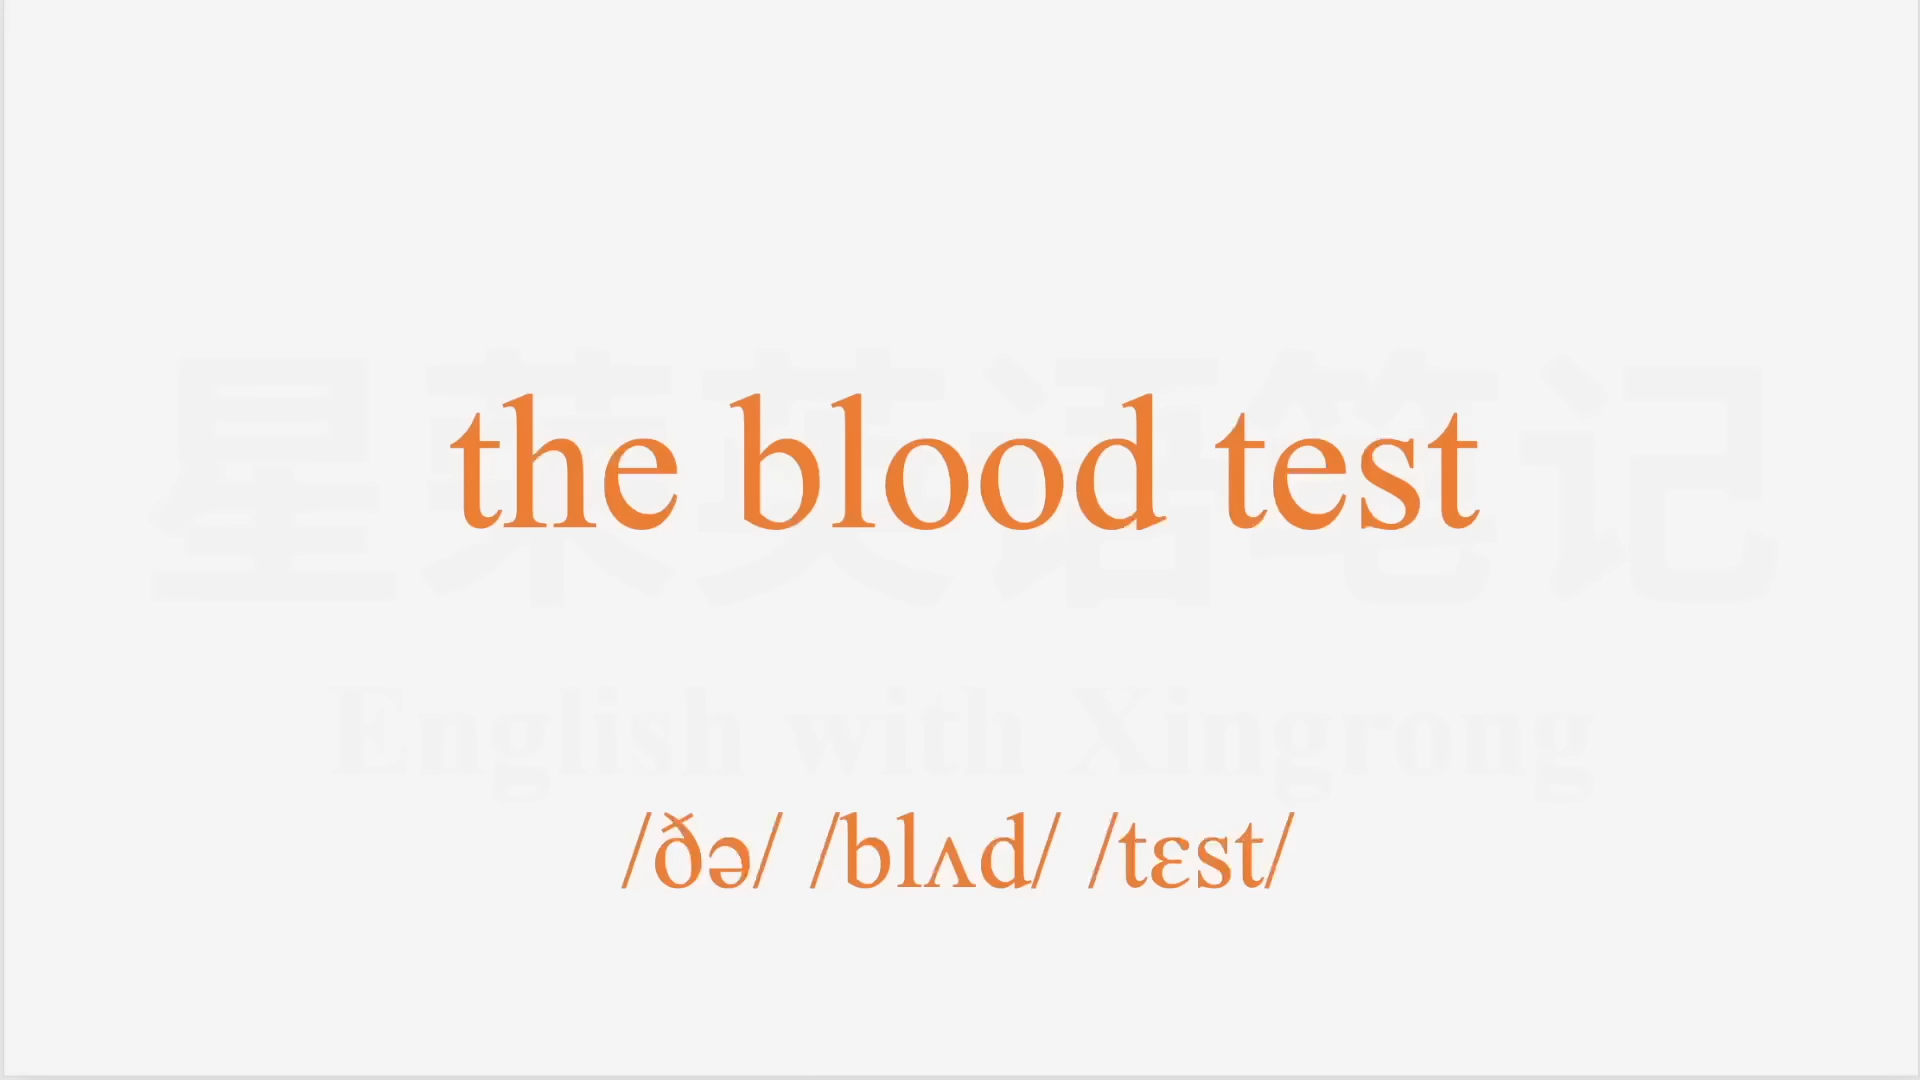 the blood test
星荣英语笔记
English with Xingrong
/ðə/ /blʌd/ /tɛst/